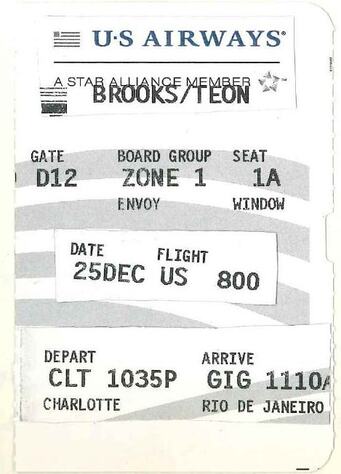 U·S AIRWAYS
A STAR ALLIANCE MEMBER
BROOKS/TEON
GATE BOARD GROUP SEAT
D12 ZONE 1 1A
ENVOY WINDOW
DATE FLIGHT
25DEC US 800
DEPART ARRIVE
CLT 1035P GIG 1110A
CHARLOTTE RIO DE JANEIRO